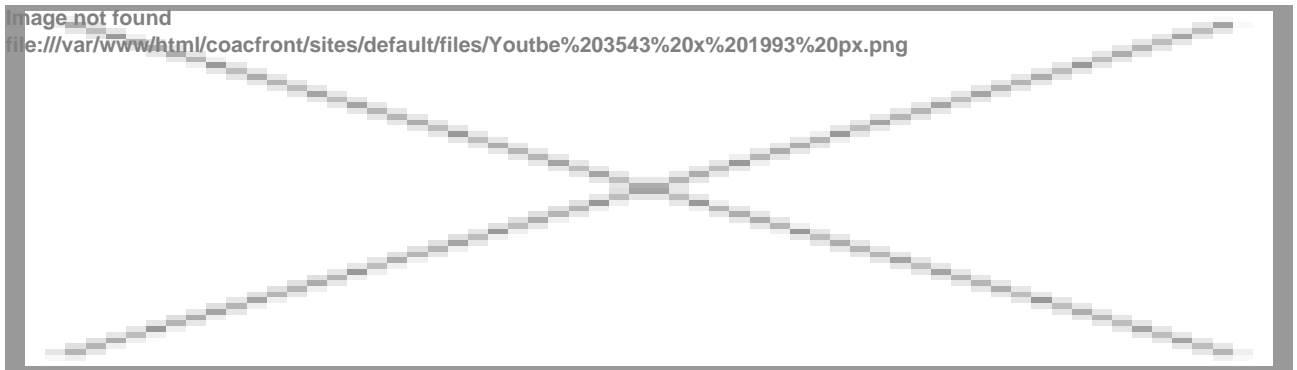 Image not found
file:///var/www/html/coacfront/sites/default/files/Youtbe%203543%20x%201993%20px.png